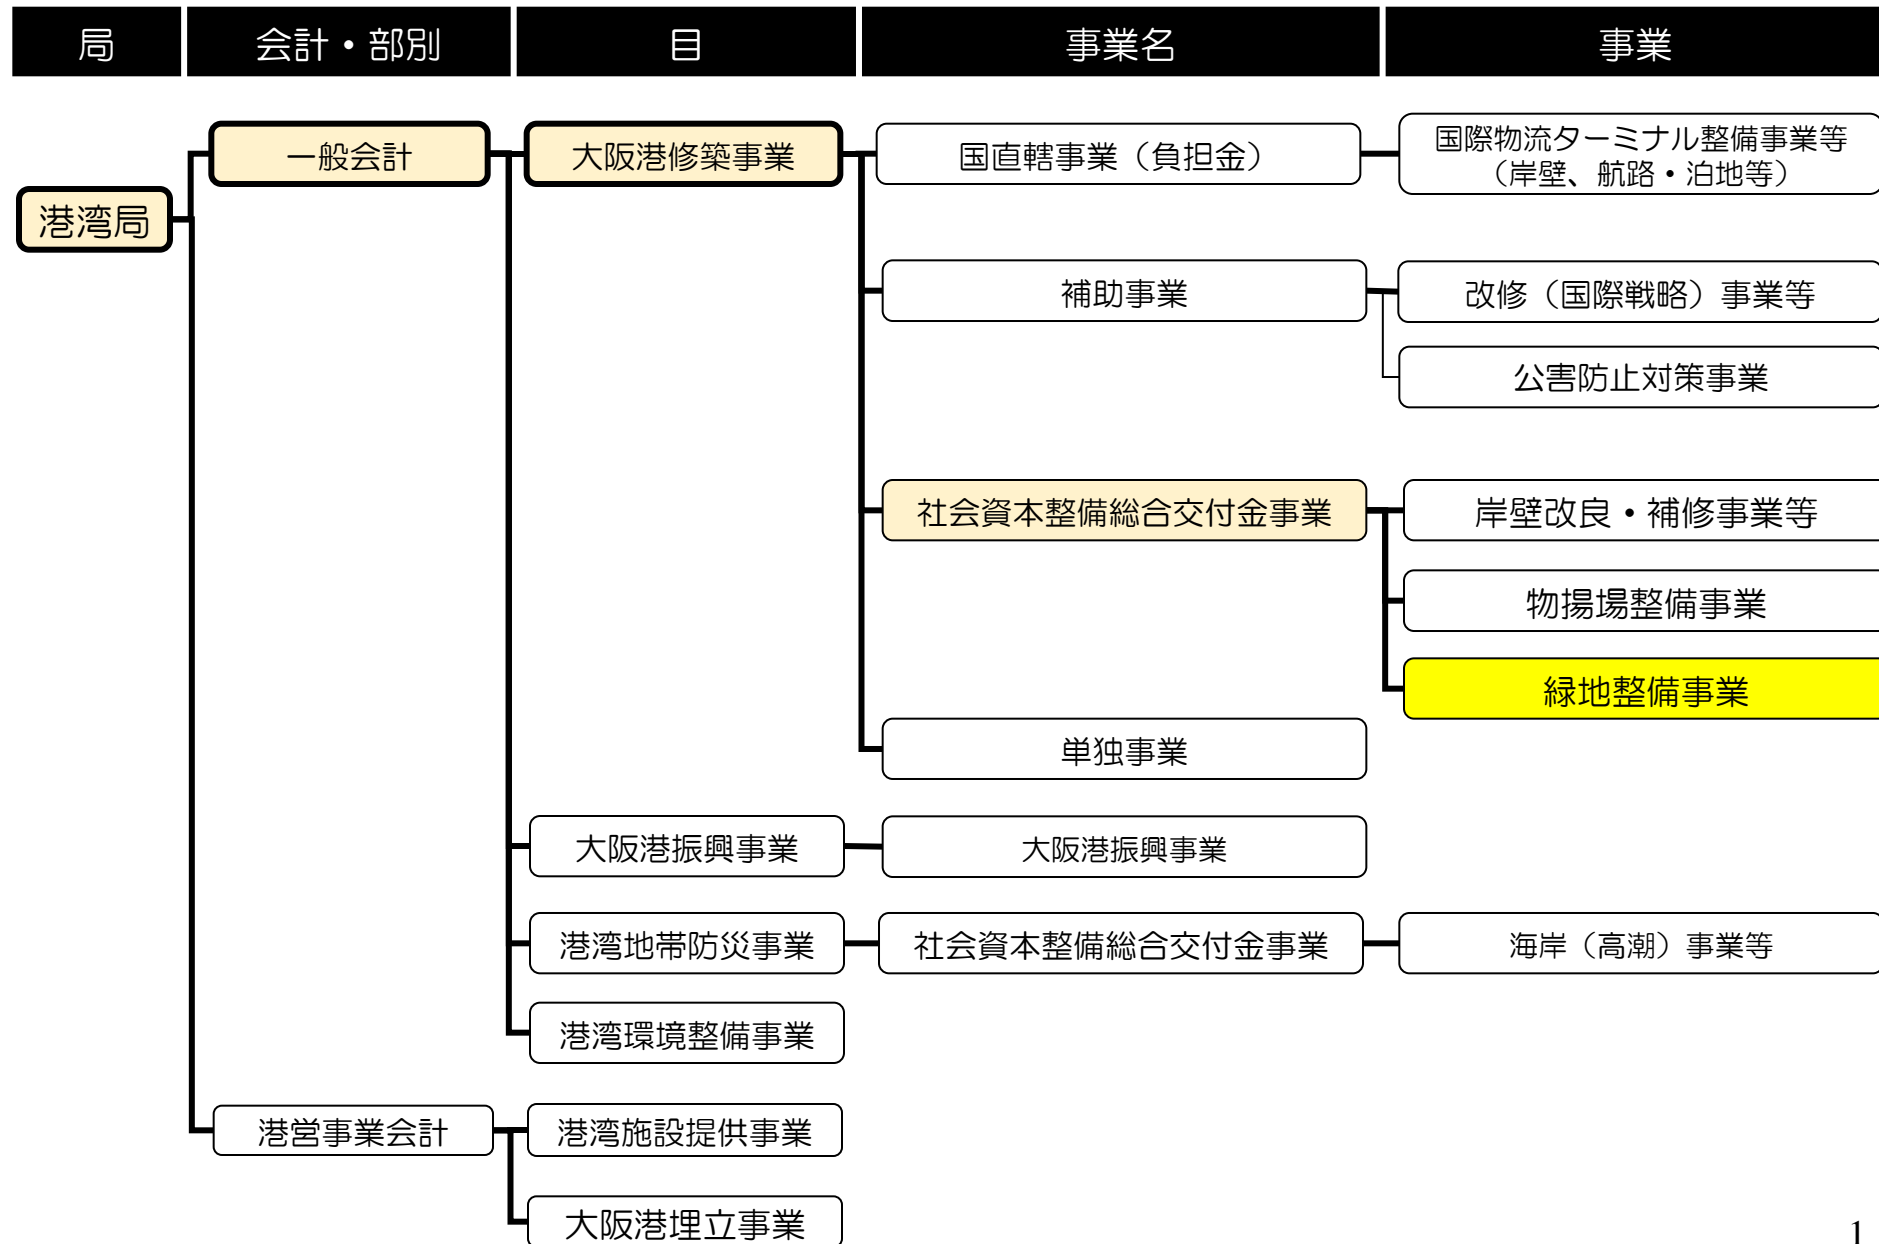 局
会計・部別
目
事業名
事業
港湾局
一般会計
大阪港修築事業
国直轄事業（負担金）
国際物流ターミナル整備事業等
（岸壁、航路・泊地等）
補助事業
改修（国際戦略）事業等
公害防止対策事業
社会資本整備総合交付金事業
岸壁改良・補修事業等
物揚場整備事業
緑地整備事業
単独事業
大阪港振興事業
大阪港振興事業
港湾地帯防災事業
社会資本整備総合交付金事業
海岸（高潮）事業等
港湾環境整備事業
港営事業会計
港湾施設提供事業
大阪港埋立事業
1